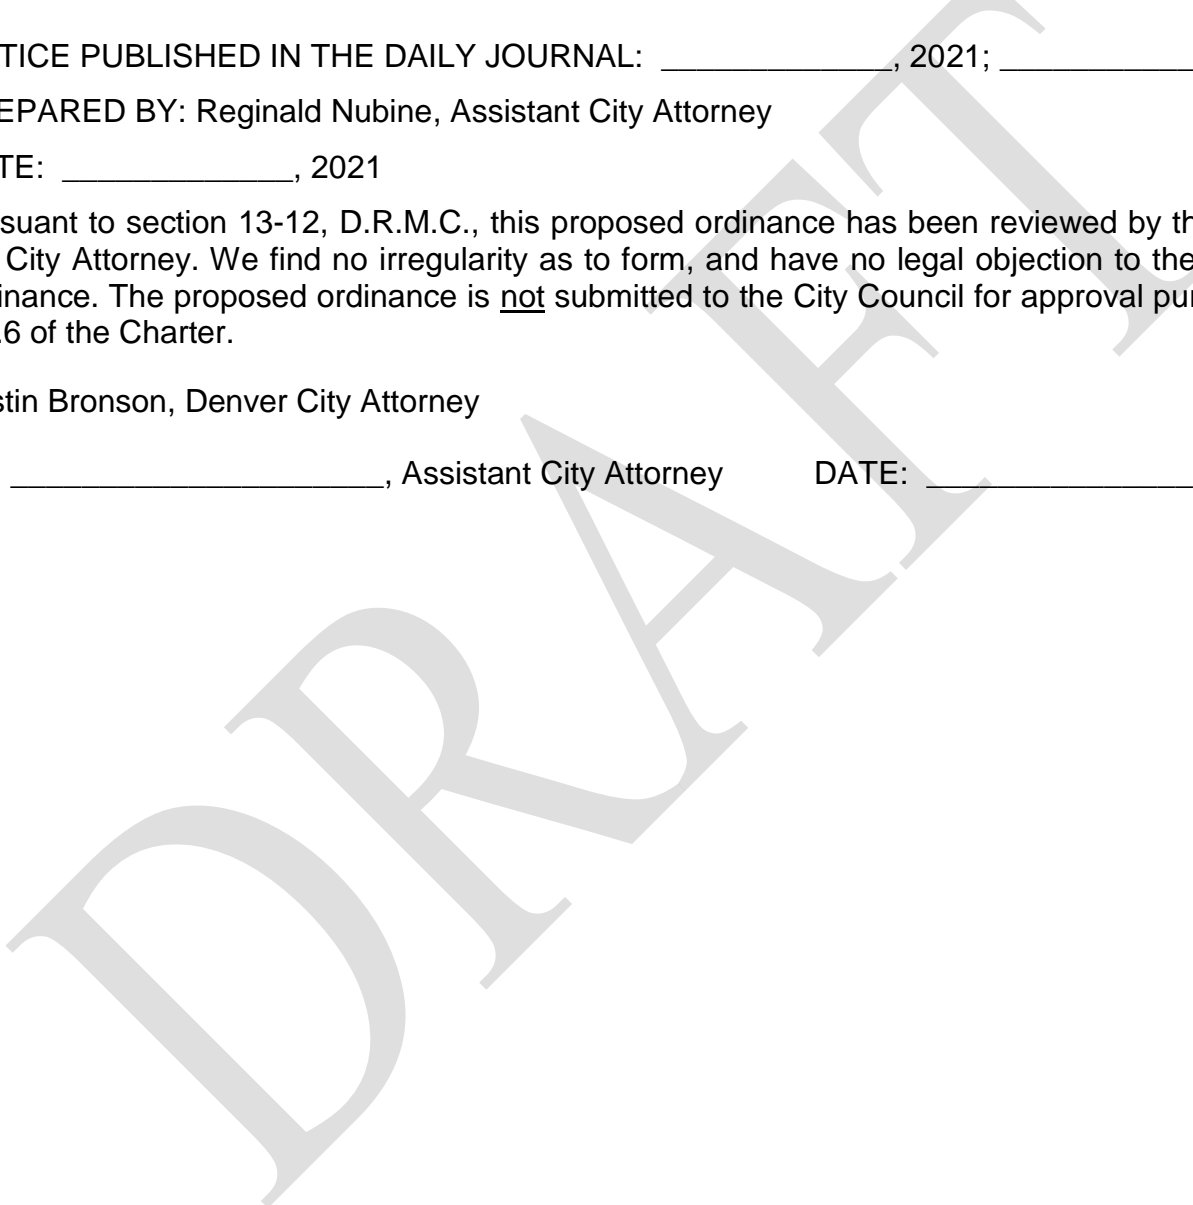 TICE PUBLISHED IN THE DAILY JOURNAL: _____________, 2021; ___________
EPARED BY: Reginald Nubine, Assistant City Attorney
TE: _____________, 2021
suant to section 13-12, D.R.M.C., this proposed ordinance has been reviewed by th
City Attorney. We find no irregularity as to form, and have no legal objection to the
inance. The proposed ordinance is not submitted to the City Council for approval pur
.6 of the Charter.
stin Bronson, Denver City Attorney
_____________________, Assistant City Attorney DATE: _______________
DRAFT